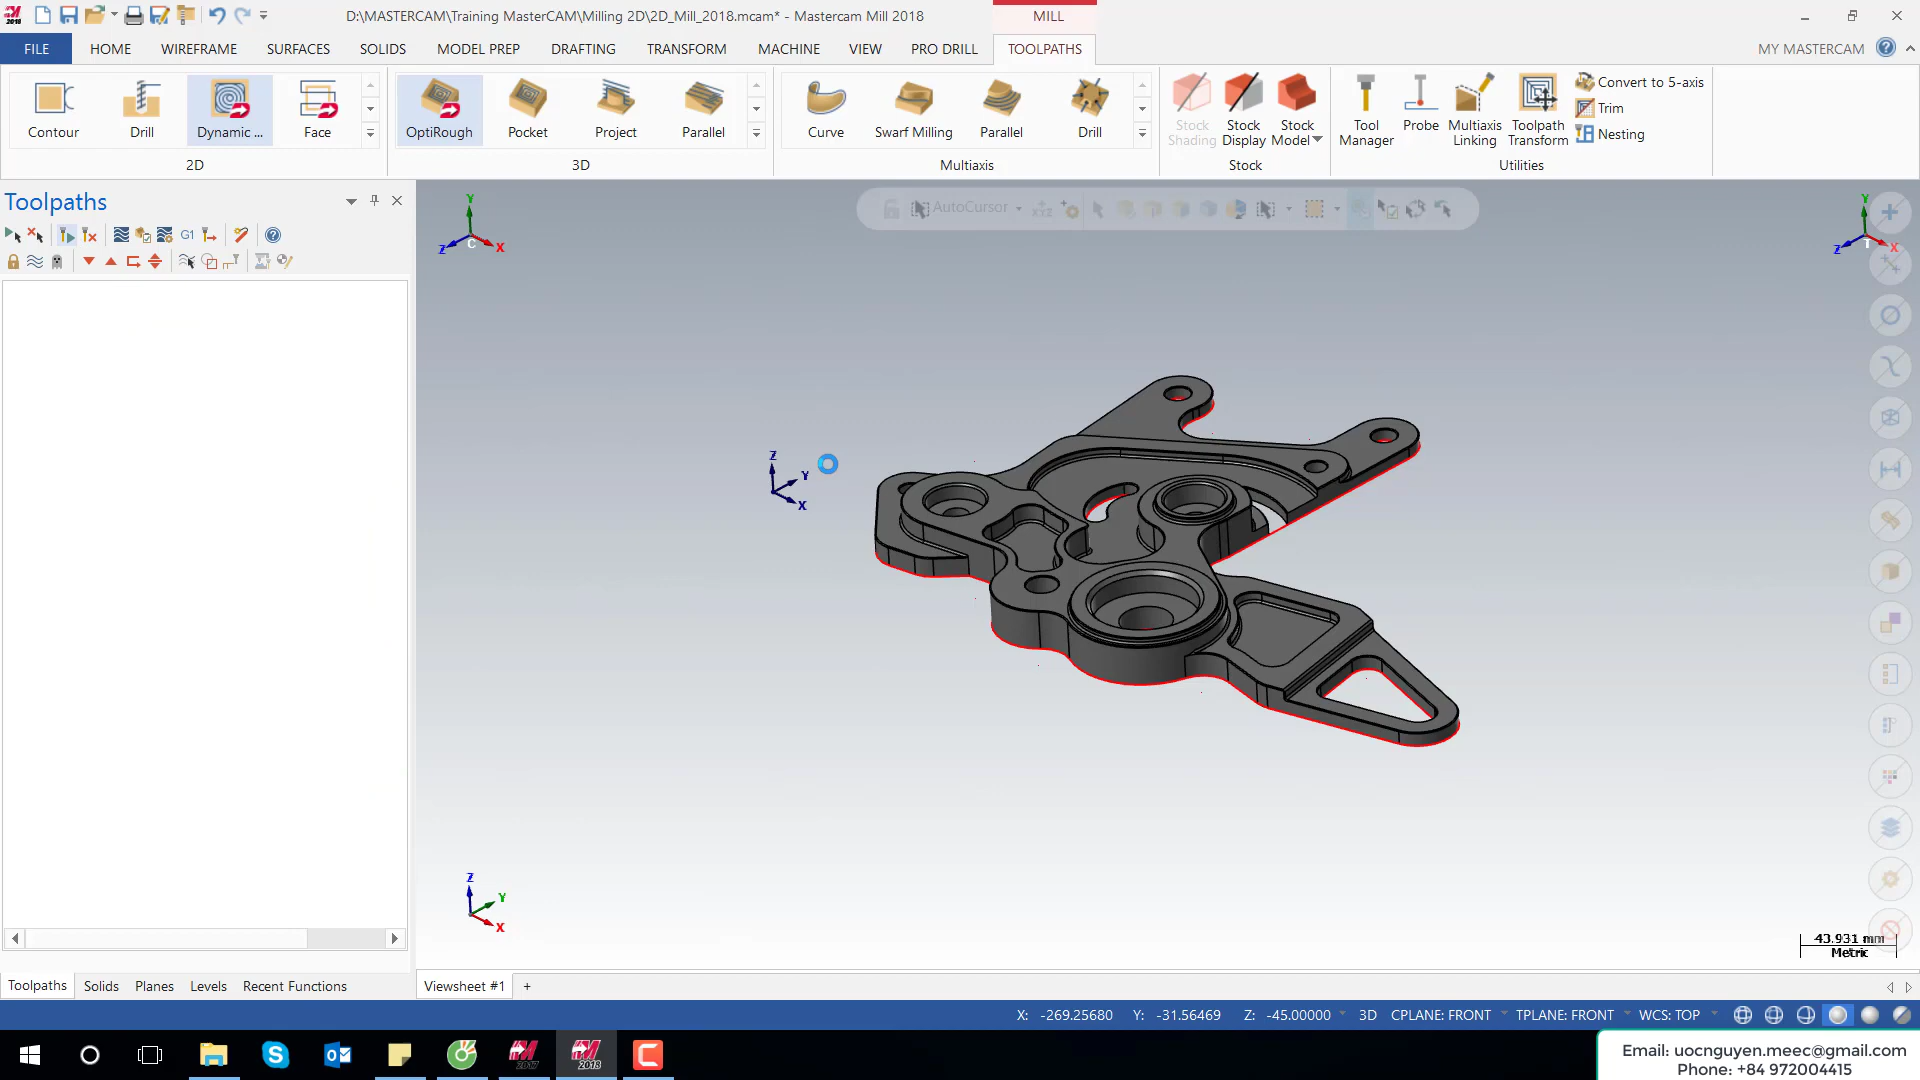 D:\MASTERCAM\Training MasterCAM\Milling 2D\2D_Mill_2018.mcam* - Mastercam Mill 2018
MILL
FILE HOME WIREFRAME SURFACES SOLIDS MODEL PREP DRAFTING TRANSFORM MACHINE VIEW PRO DRILL TOOLPATHS MY MASTERCAM
Contour Drill Dynamic ... Face
2D
OptiRough Pocket Project Parallel
3D
Curve Swarf Milling Parallel Drill
Multiaxis
Stock Shading
Stock Display
Stock Model
Stock
Tool Manager
Probe
Multiaxis Linking
Toolpath Transform
Convert to 5-axis
Trim
Nesting
Utilities
Toolpaths
G1
AutoCursor
XYZ
Y
Z C X
Y
Z T X
Z
Y
X
Z
Y
X
43.931 mm
Metric
Toolpaths Solids Planes Levels Recent Functions
Viewsheet #1 +
X: -269.25680 Y: -31.56469 Z: -45.00000 3D CPLANE: FRONT TPLANE: FRONT WCS: TOP
2017
2018
Email: uocnguyen.meec@gmail.com
Phone: +84 972004415